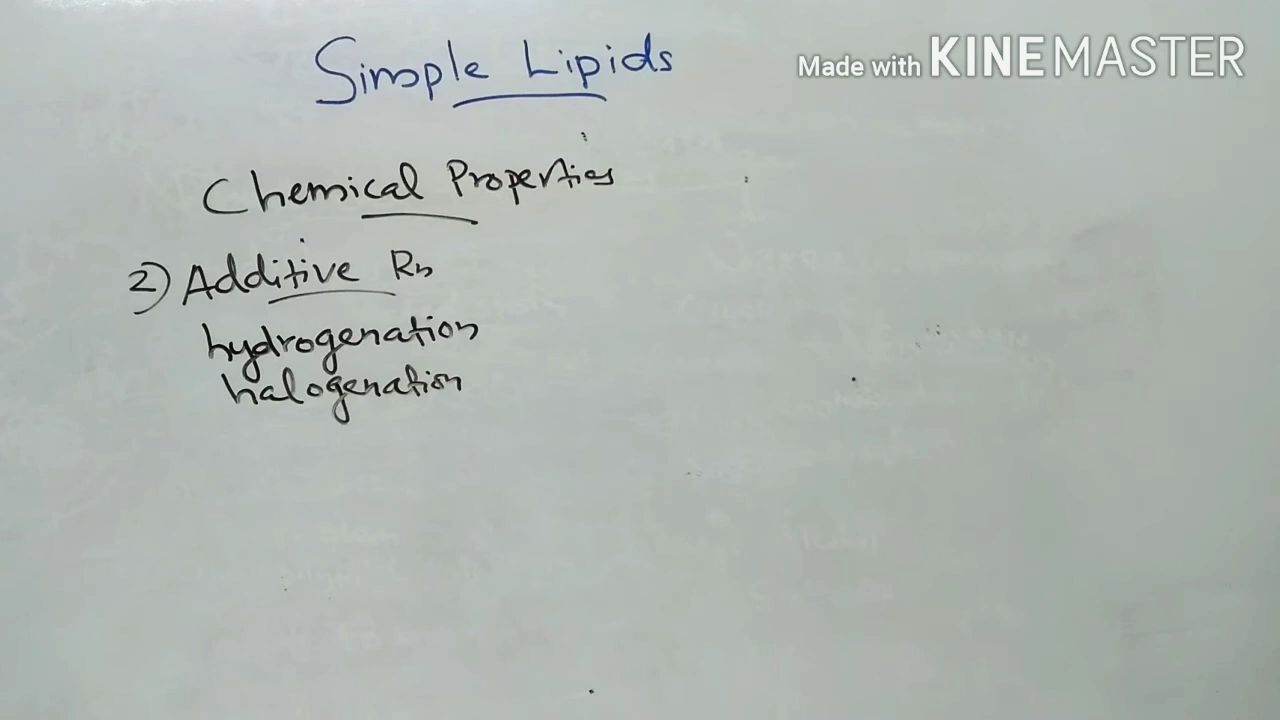 Simple Lipids
Made with KINEMASTER
Chemical Properties
2) Additive Rn
hydrogenation
halogenation